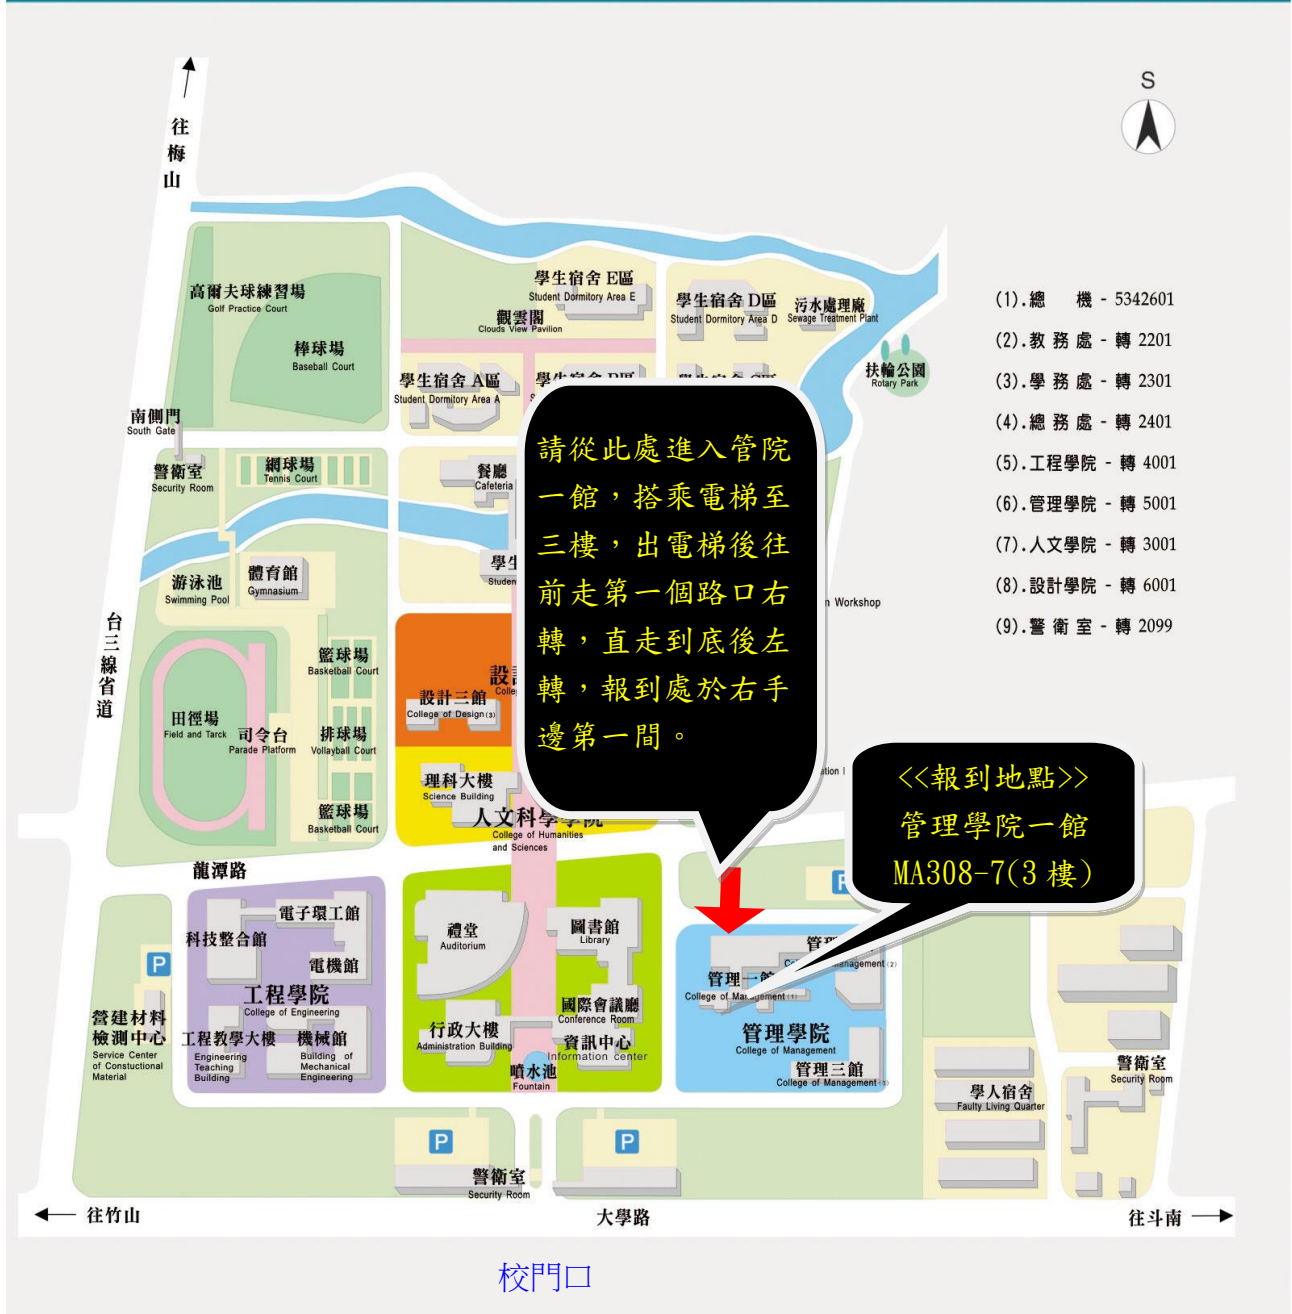 S
往
梅
山
高爾夫球練習場
Golf Practice Court
棒球場
Baseball Court
學生宿舍 E區
Student Dormitory Area E
觀雲閣
Clouds View Pavilion
學生宿舍 D區
Student Dormitory Area D
污水處理廠
Sewage Treatment Plant
扶輪公園
Rotary Park
(1).總　機 - 5342601
(2).教 務 處 - 轉 2201
(3).學 務 處 - 轉 2301
(4).總 務 處 - 轉 2401
(5).工程學院 - 轉 4001
(6).管理學院 - 轉 5001
(7).人文學院 - 轉 3001
(8).設計學院 - 轉 6001
(9).警 衛 室 - 轉 2099
學生宿舍 A區
Student Dormitory Area A
南側門
South Gate
警衛室
Security Room
網球場
Tennis Court
餐廳
Cafeteria
請從此處進入管院
一館，搭乘電梯至
三樓，出電梯後往
前走第一個路口右
轉，直走到底後左
轉，報到處於右手
邊第一間。
游泳池
Swimming Pool
體育館
Gymnasium
學生
Studen
n Workshop
台
三
線
省
道
籃球場
Basketball Court
設計三館
College of Design(3)
田徑場
Field and Tarck
司令台
Parade Platform
排球場
Vollayball Court
理科大樓
Science Building
籃球場
Basketball Court
人文科學學院
College of Humanities
and Sciences
<<報到地點>>
管理學院一館
MA308-7(3樓)
龍潭路
電子環工館
科技整合館
電機館
工程學院
College of Engineering
工程教學大樓
Engineering
Teaching
Building
機械館
Building of
Mechanical
Engineering
P
營建材料
檢測中心
Service Center
of Constuctional
Material
禮堂
Auditorium
圖書館
Library
國際會議廳
Conference Room
行政大樓
Administration Building
資訊中心
Information center
噴水池
Fountain
管理一館
College of Management(1)
管理學院
College of Management
管理三館
College of Management
學人宿舍
Faulty Living Quarter
警衛室
Security Room
P
P
警衛室
Security Room
往竹山
大學路
往斗南
校門口